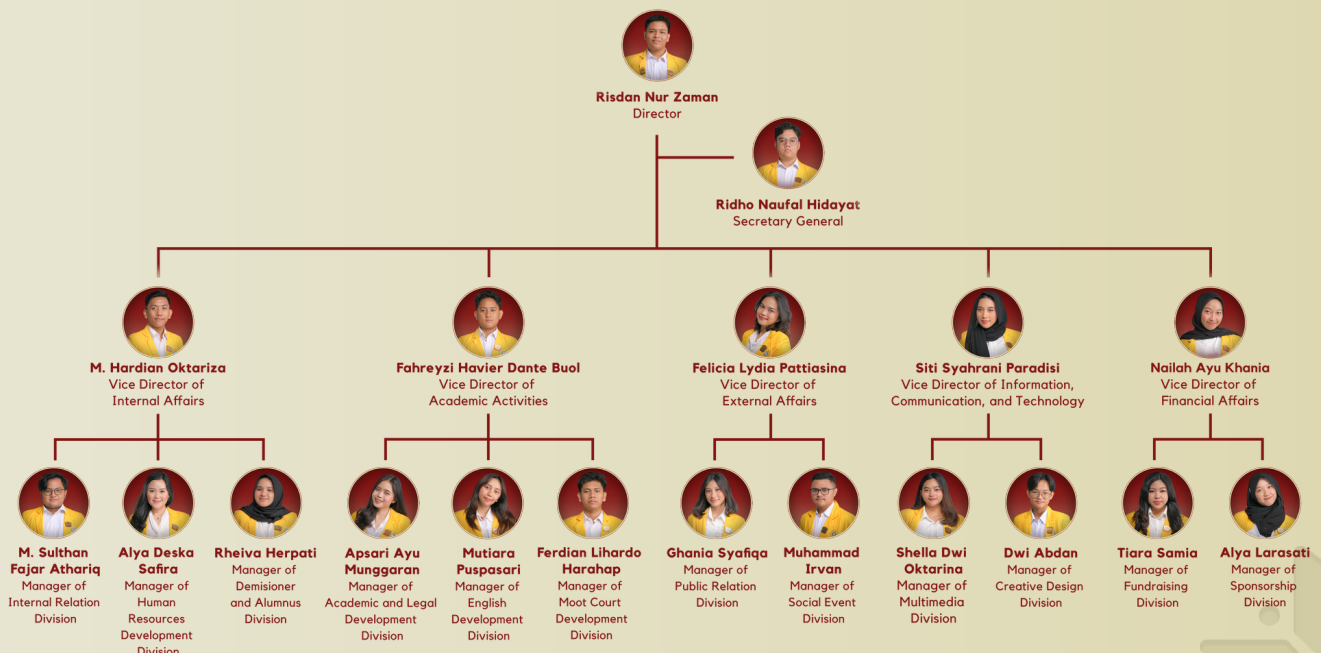 Risdan Nur Zaman
Director
Ridho Naufal Hidayat
Secretary General
M. Hardian Oktariza
Vice Director of
Internal Affairs
Fahreyzi Havier Dante Buol
Vice Director of
Academic Activities
Felicia Lydia Pattiasina
Vice Director of
External Affairs
Siti Syahrani Paradisi
Vice Director of Information,
Communication, and Technology
Nailah Ayu Khania
Vice Director of
Financial Affairs
M. Sulthan
Fajar Athariq
Manager of
Internal Relation
Division
Alya Deska
Safira
Manager of
Human
Resources
Development
Division
Rheiva Herpati
Manager of
Demisioner
and Alumnus
Division
Apsari Ayu
Munggaran
Manager of
Academic and Legal
Development
Division
Mutiara
Puspasari
Manager of
English
Development
Division
Ferdian Lihardo
Harahap
Manager of
Moot Court
Development
Division
Ghania Syafiqa
Manager of
Public Relation
Division
Muhammad
Irvan
Manager of
Social Event
Division
Shella Dwi
Oktarina
Manager of
Multimedia
Division
Dwi Abdan
Manager of
Creative Design
Division
Tiara Samia
Manager of
Fundraising
Division
Alya Larasati
Manager of
Sponsorship
Division